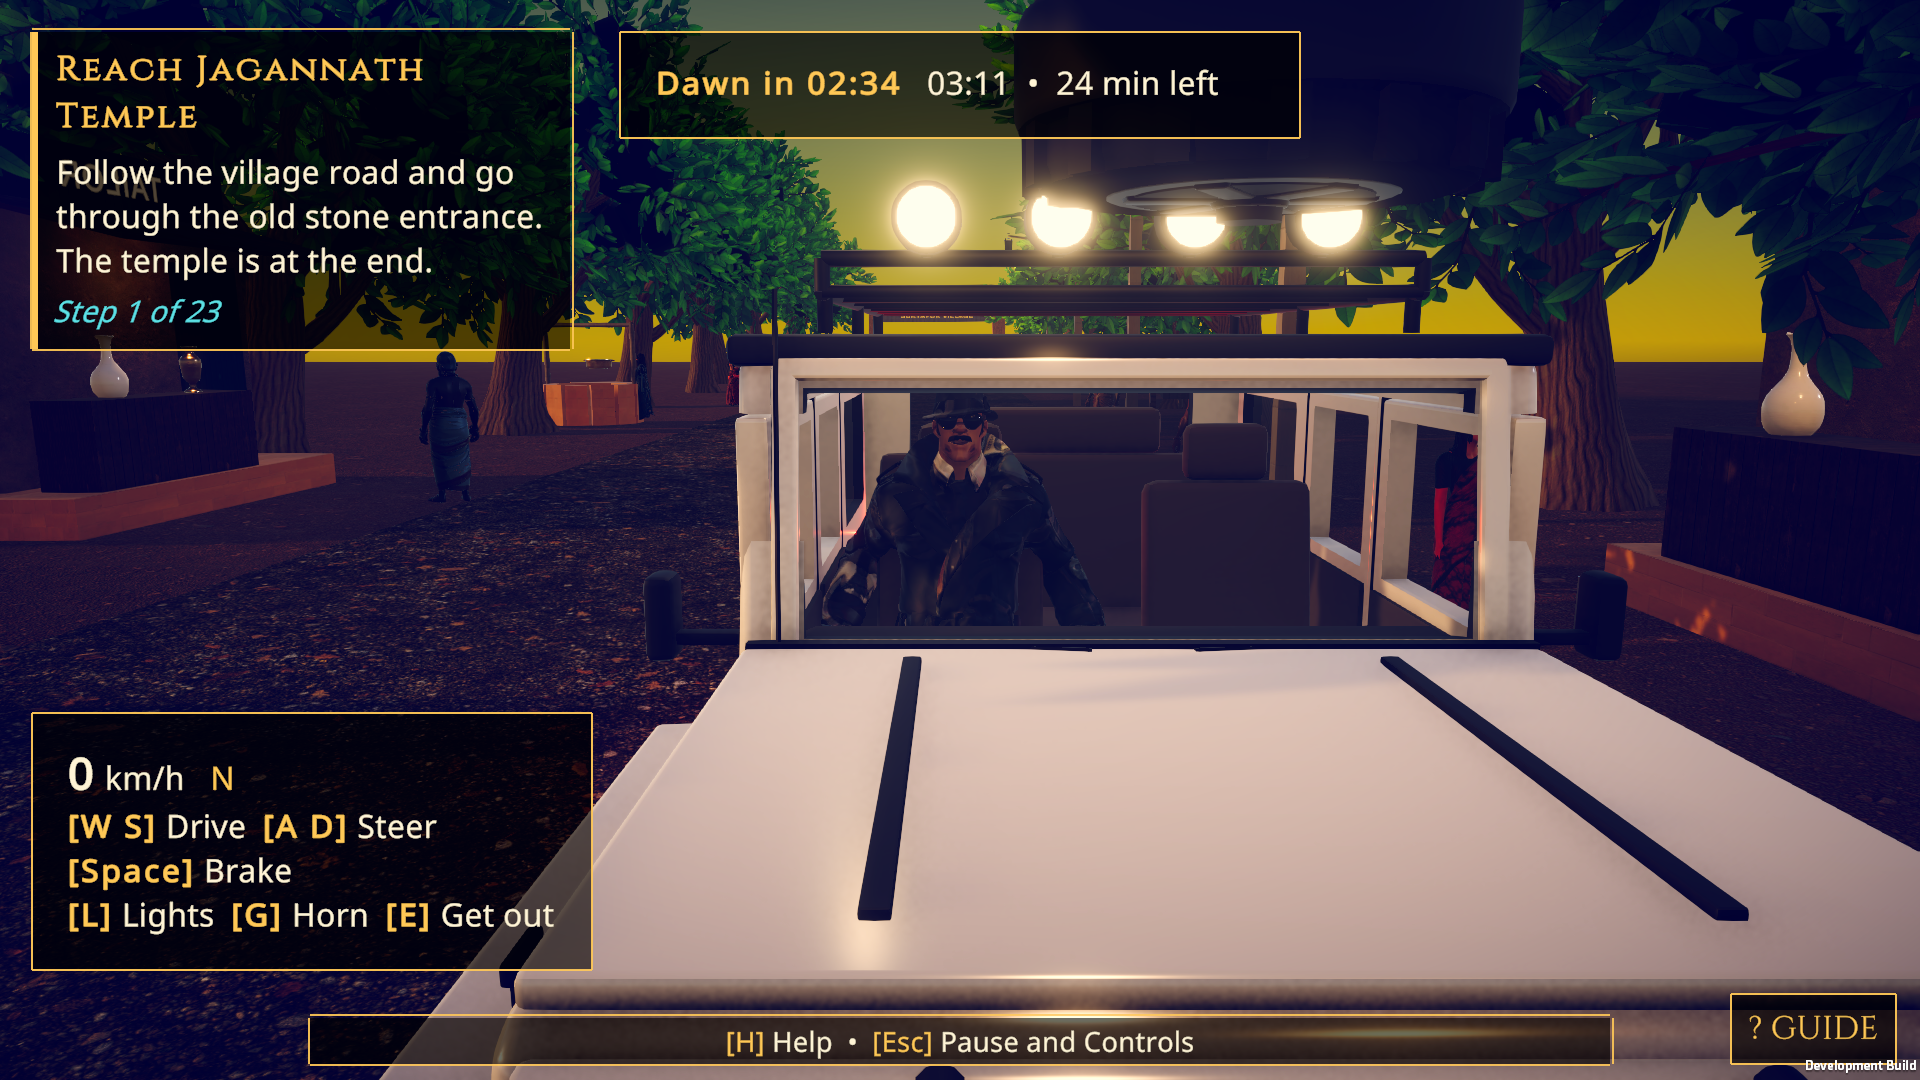 REACH JAGANNATH
TEMPLE
Follow the village road and go
through the old stone entrance.
The temple is at the end.
Step 1 of 23
Dawn in 02:34 03:11 • 24 min left
TAILOR
0 km/h N
[W S] Drive [A D] Steer
[Space] Brake
[L] Lights [G] Horn [E] Get out
[H] Help • [Esc] Pause and Controls
? GUIDE
Development Build